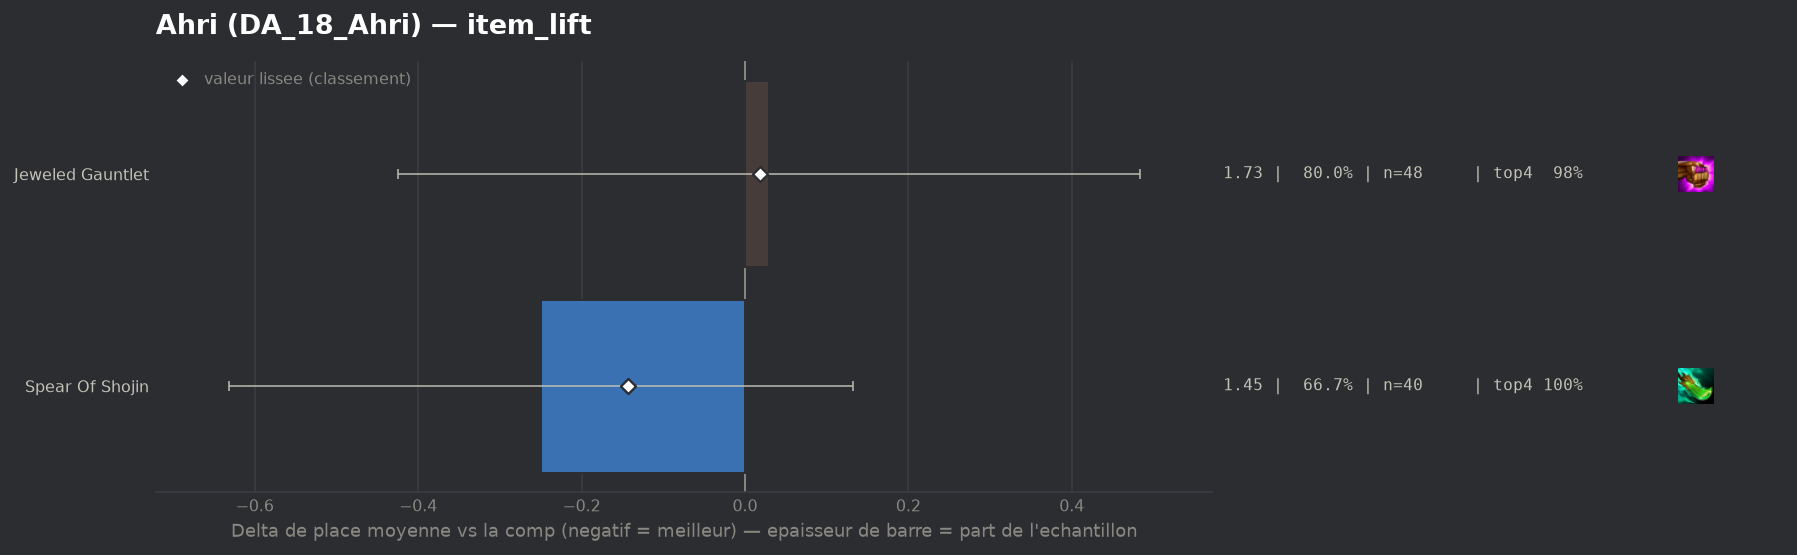 Ahri (DA_18_Ahri) — item_lift
valeur lissee (classement)
Jeweled Gauntlet
1.73 | 80.0% | n=48 | top4 98%
Spear Of Shojin
1.45 | 66.7% | n=40 | top4 100%
−0.6 −0.4 −0.2 0.0 0.2 0.4
Delta de place moyenne vs la comp (negatif = meilleur) — epaisseur de barre = part de l'echantillon